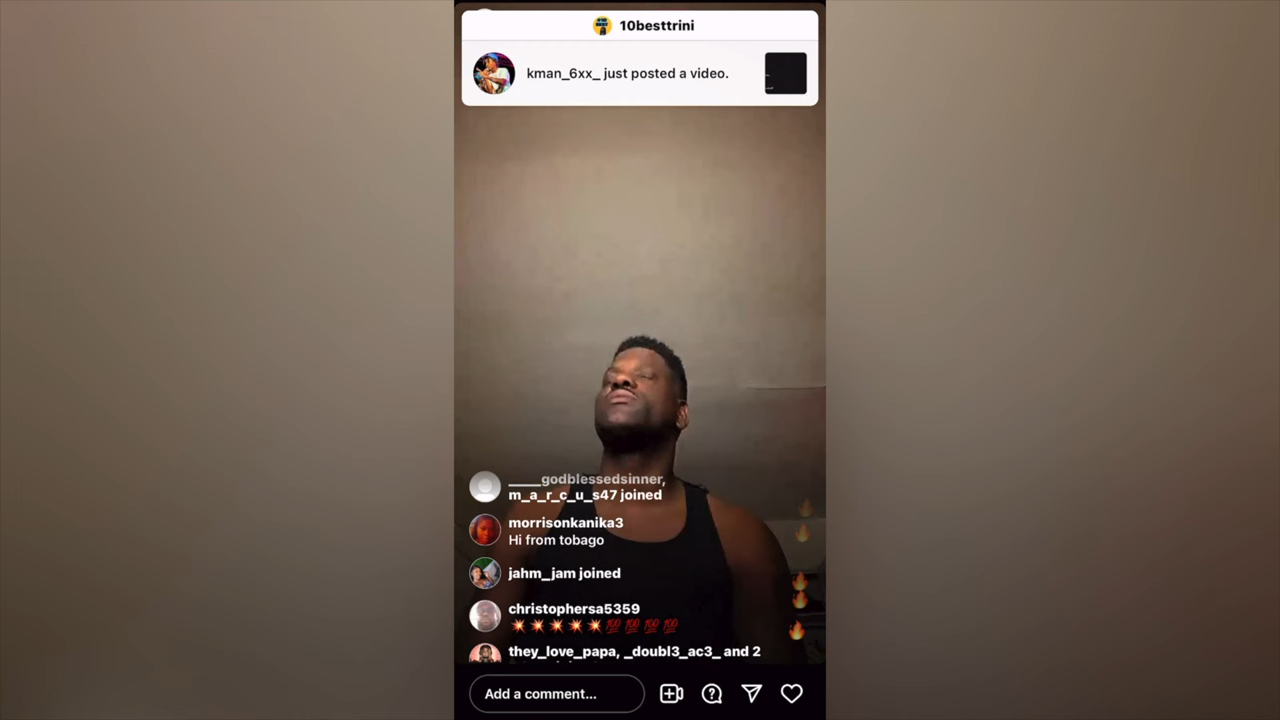 10besttrini
kman_6xx_ just posted a video.
_____godblessedsinner,
m_a_r_c_u_s47 joined
morrisonkanika3
Hi from tobago
jahm_jam joined
christophersa5359
💥💥💥💥💥💯💯💯💯
they_love_papa, _doubl3_ac3_ and 2
Add a comment...